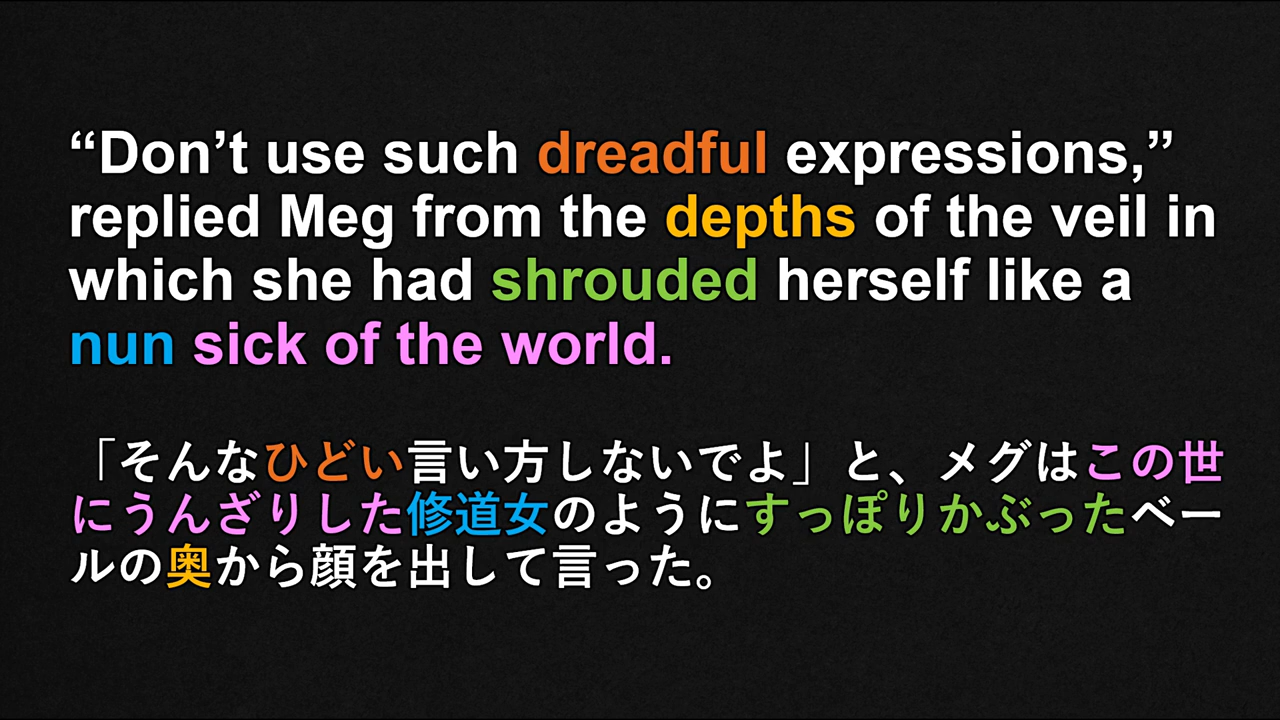 “Don’t use such dreadful expressions,”
replied Meg from the depths of the veil in
which she had shrouded herself like a
nun sick of the world.
「そんなひどい言い方しないでよ」と、メグはこの世
にうんざりした修道女のようにすっぽりかぶったベー
ルの奥から顔を出して言った。